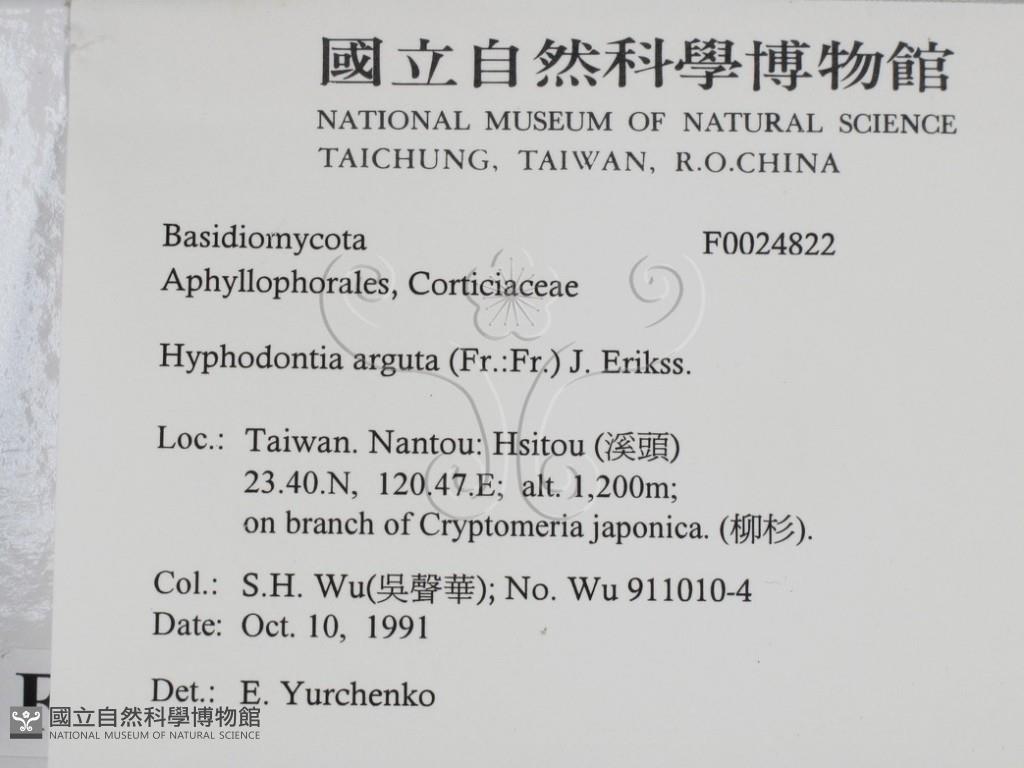 國立自然科學博物館
NATIONAL MUSEUM OF NATURAL SCIENCE
TAICHUNG, TAIWAN, R.O.CHINA
Basidiomycota F0024822
Aphyllophorales, Corticiaceae
Hyphodontia arguta (Fr.:Fr.) J. Erikss.
Loc.: Taiwan. Nantou: Hsitou (溪頭)
23.40.N, 120.47.E; alt. 1,200m;
on branch of Cryptomeria japonica. (柳杉).
Col.: S.H. Wu(吳聲華); No. Wu 911010-4
Date: Oct. 10, 1991
Det.: E. Yurchenko
國立自然科學博物館
NATIONAL MUSEUM OF NATURAL SCIENCE